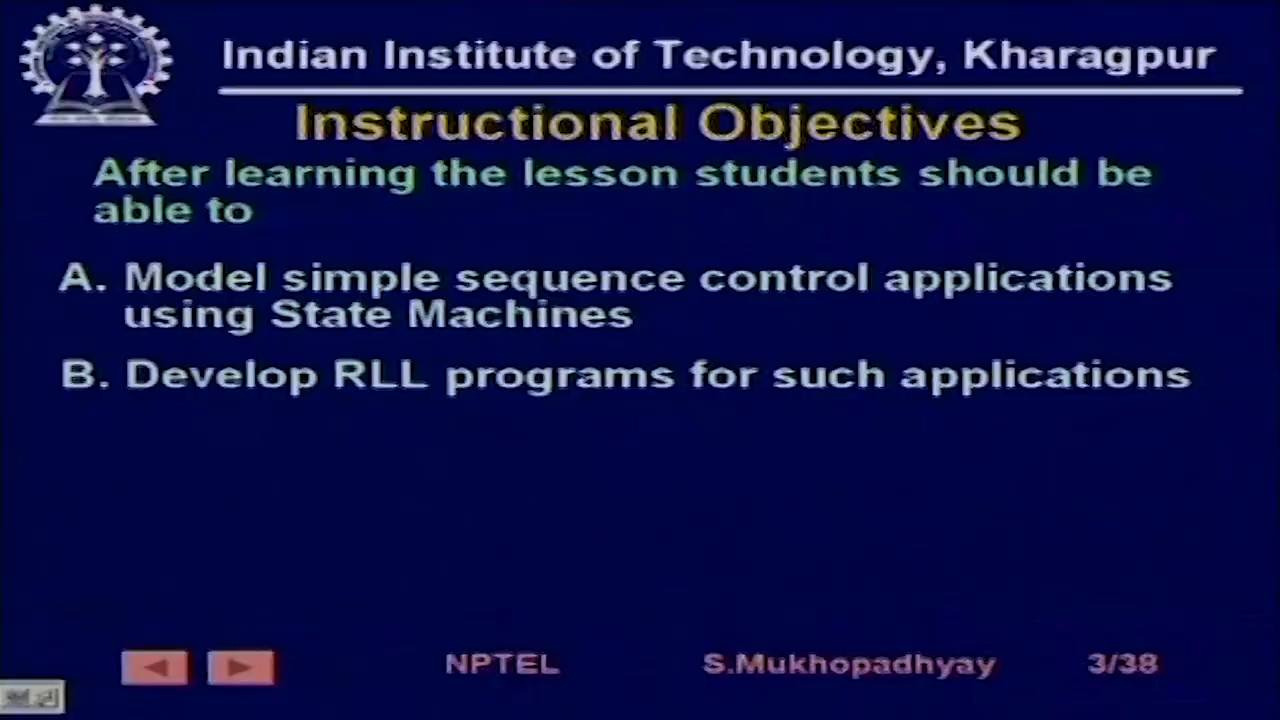 Indian Institute of Technology, Kharagpur
Instructional Objectives
After learning the lesson students should be
able to
A. Model simple sequence control applications
using State Machines
B. Develop RLL programs for such applications
NPTEL S.Mukhopadhyay 3/38